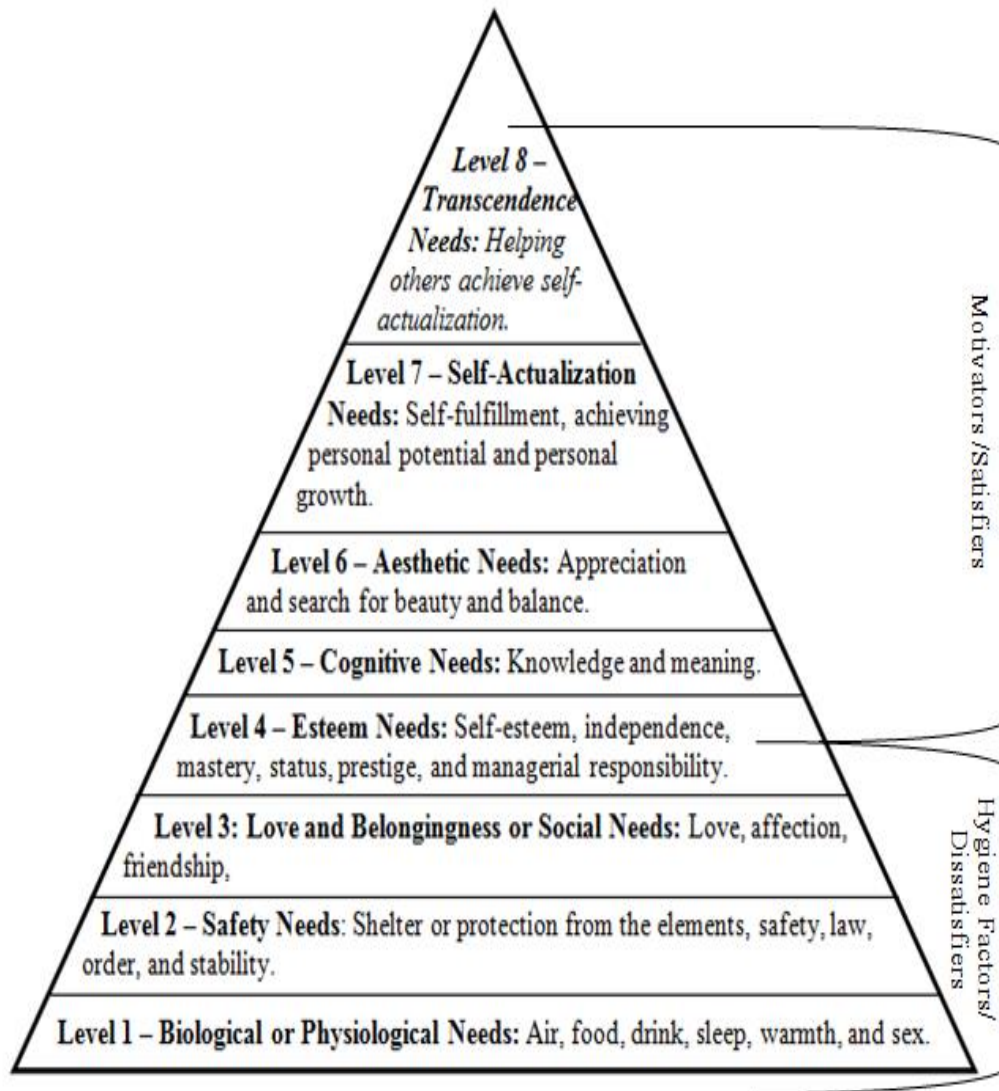 Level 8 –
Transcendence
Needs: Helping
others achieve self-
actualization.
Level 7 – Self-Actualization
Needs: Self-fulfillment, achieving
personal potential and personal
growth.
Level 6 – Aesthetic Needs: Appreciation
and search for beauty and balance.
Level 5 – Cognitive Needs: Knowledge and meaning.
Level 4 – Esteem Needs: Self-esteem, independence,
mastery, status, prestige, and managerial responsibility.
Level 3: Love and Belongingness or Social Needs: Love, affection,
friendship,
Level 2 – Safety Needs: Shelter or protection from the elements, safety, law,
order, and stability.
Level 1 – Biological or Physiological Needs: Air, food, drink, sleep, warmth, and sex.
Motivators /Satisfiers
Hygiene Factors/
Dissatisfiers